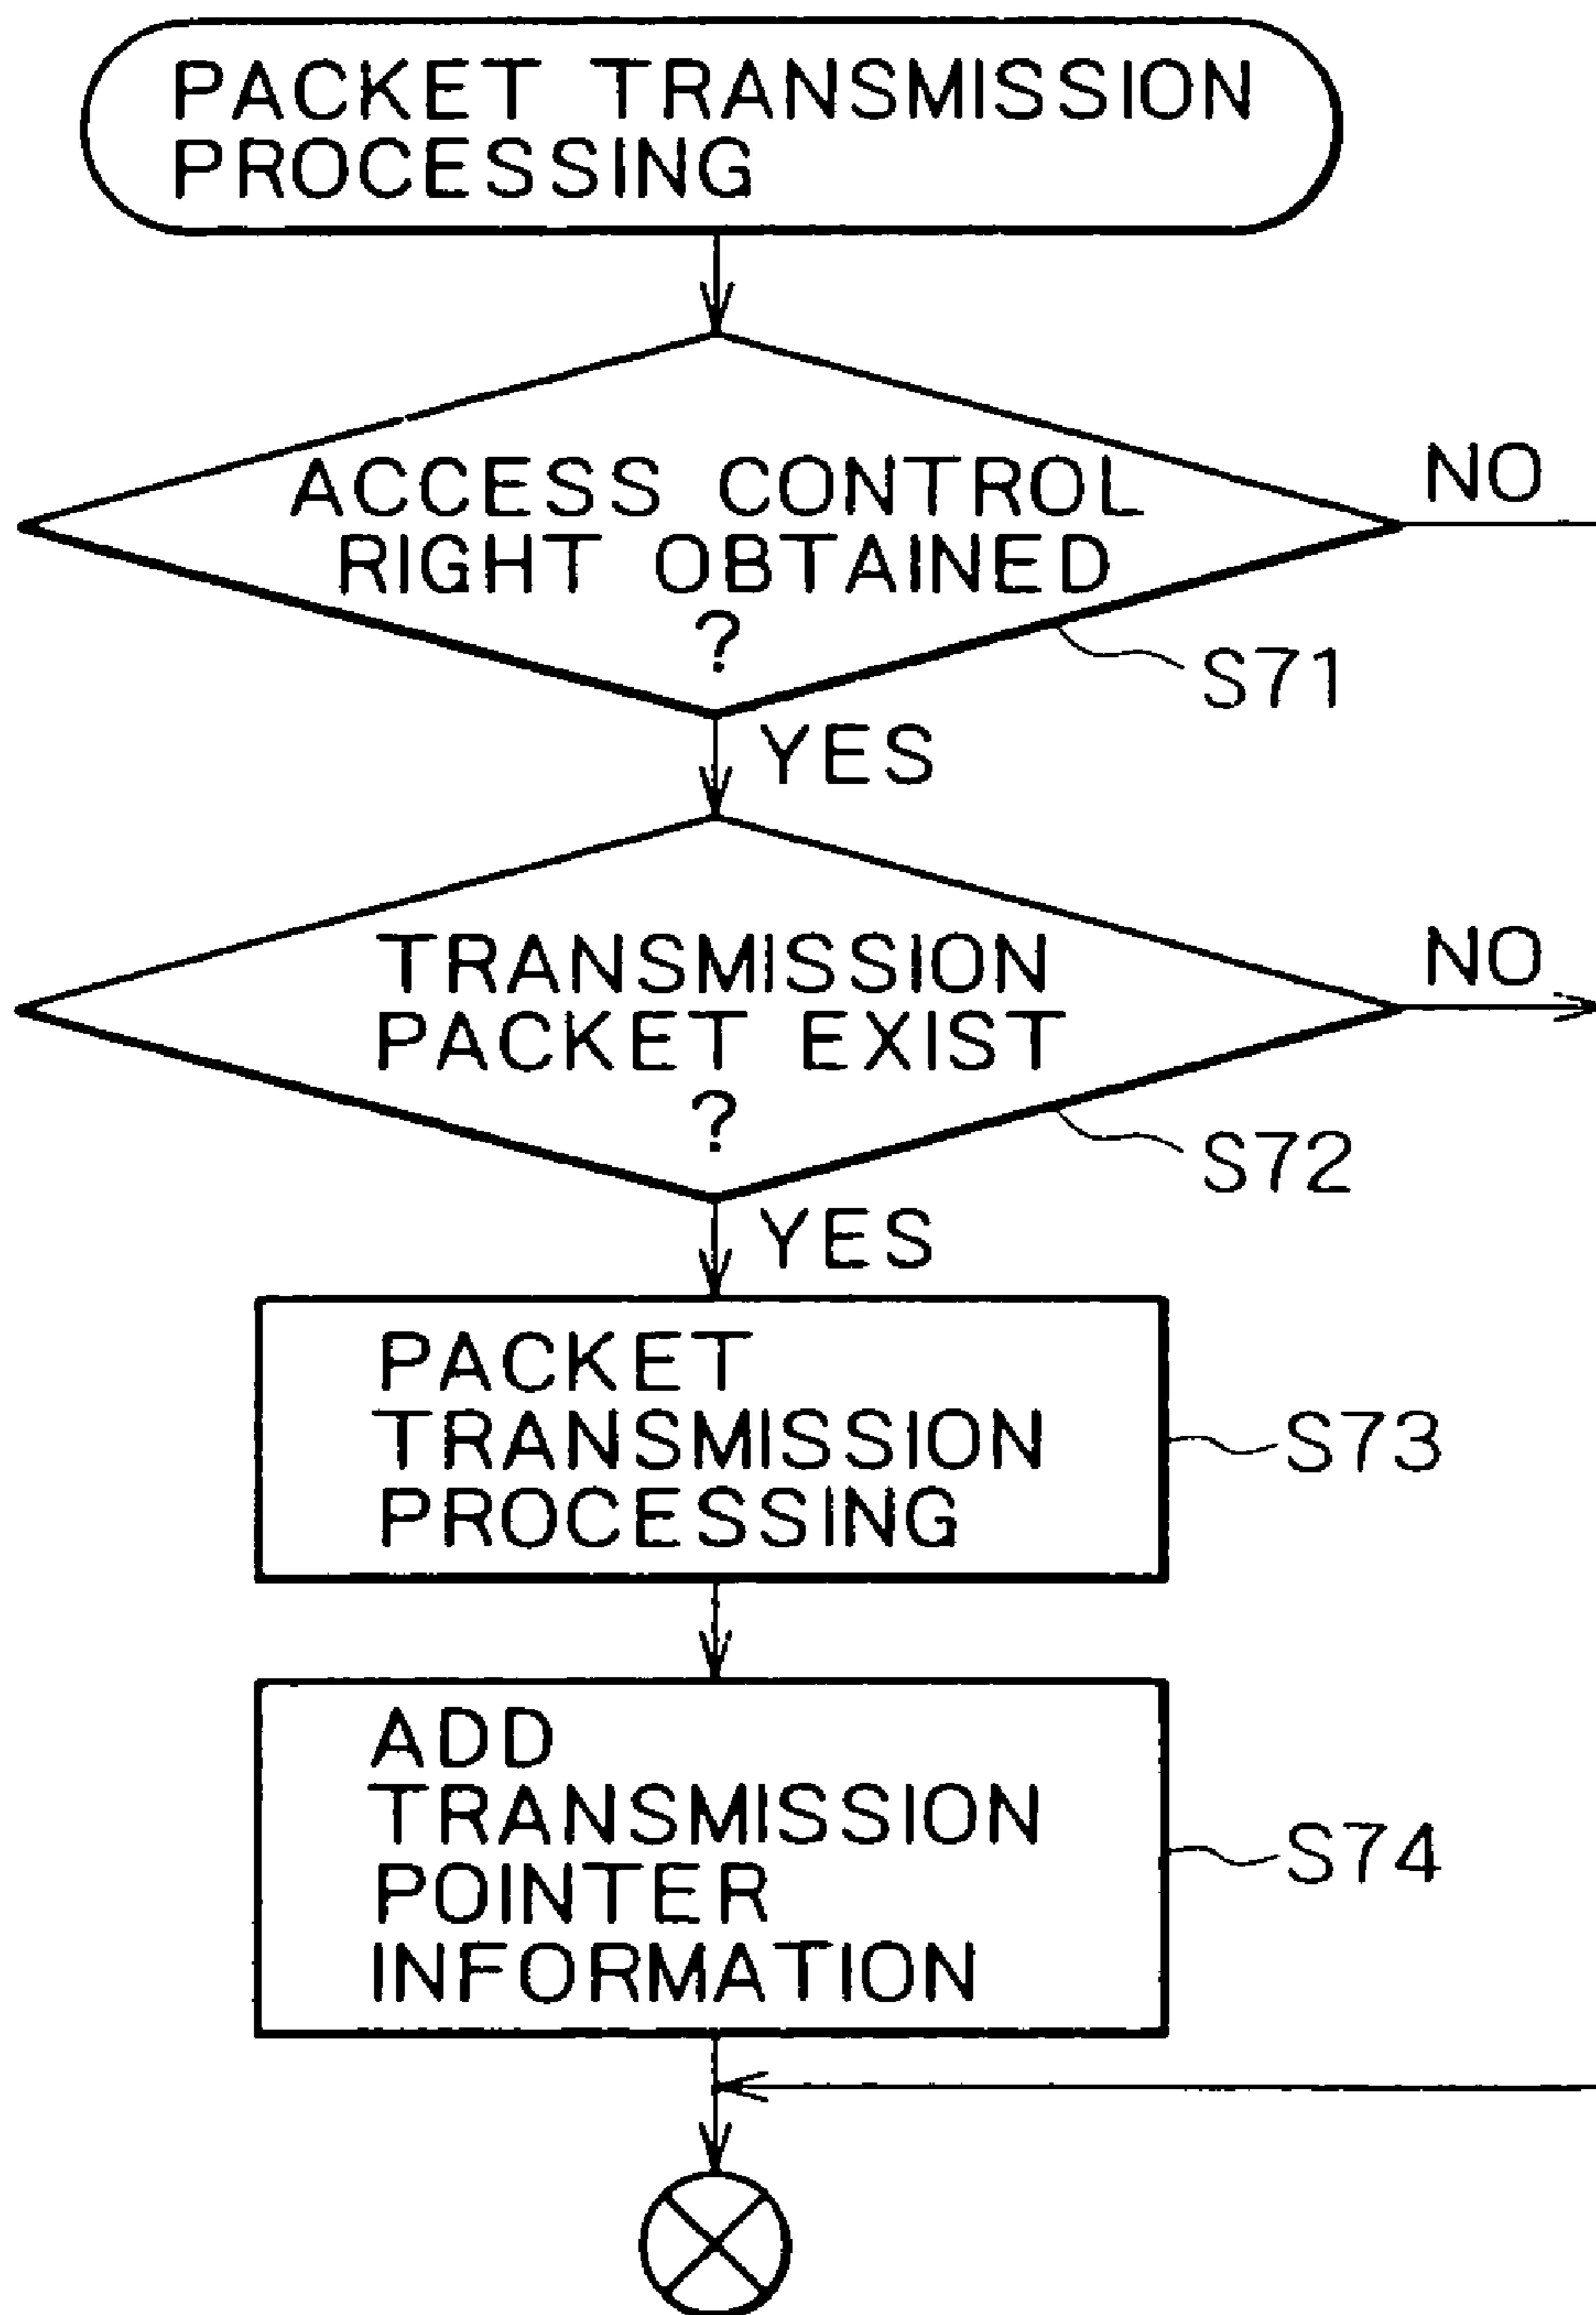 PACKET TRANSMISSION
PROCESSING
ACCESS CONTROL
RIGHT OBTAINED
?
NO
S71
YES
TRANSMISSION
PACKET EXIST
?
NO
S72
YES
PACKET
TRANSMISSION
PROCESSING
S73
ADD
TRANSMISSION
POINTER
INFORMATION
S74